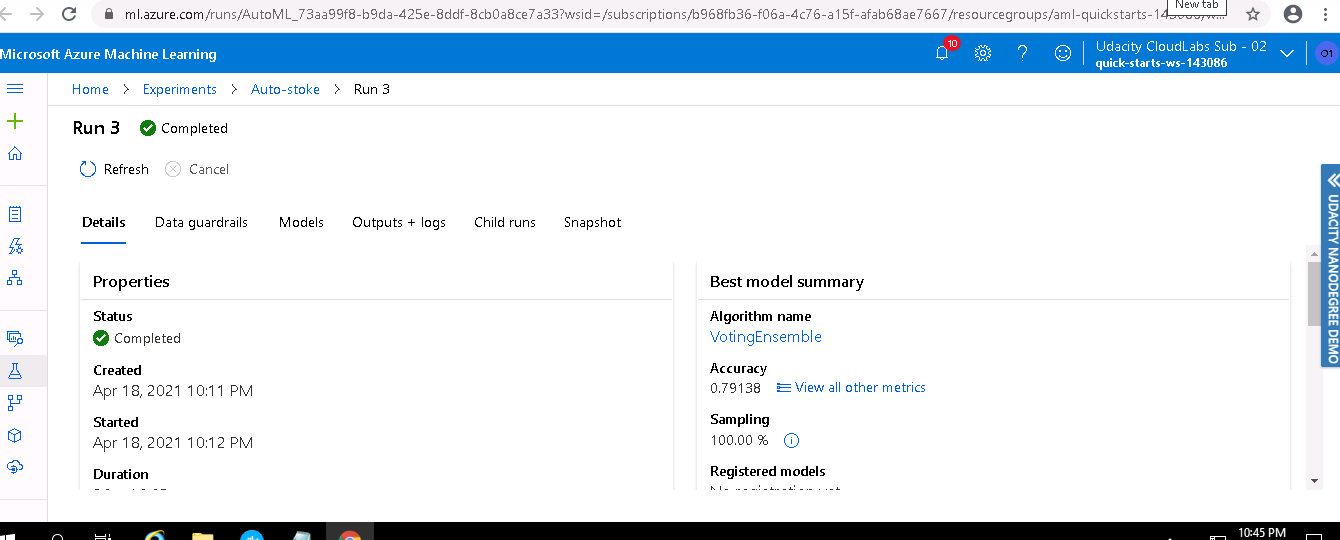 New tab
ml.azure.com/runs/AutoML_73aa99f8-b9da-425e-8ddf-8cb0a8ce7a33?wsid=/subscriptions/b968fb36-f06a-4c76-a15f-afab68ae7667/resourcegroups/aml-quickstarts-143086/w...
Microsoft Azure Machine Learning
10
Udacity CloudLabs Sub - 02
quick-starts-ws-143086
O1
Home > Experiments > Auto-stoke > Run 3
Run 3 Completed
Refresh Cancel
Details Data guardrails Models Outputs + logs Child runs Snapshot
UDACITY NANODEGREE DEMO
Properties
Status
Completed
Created
Apr 18, 2021 10:11 PM
Started
Apr 18, 2021 10:12 PM
Duration
Best model summary
Algorithm name
VotingEnsemble
Accuracy
0.79138 View all other metrics
Sampling
100.00 %
Registered models
No registration yet
10:45 PM